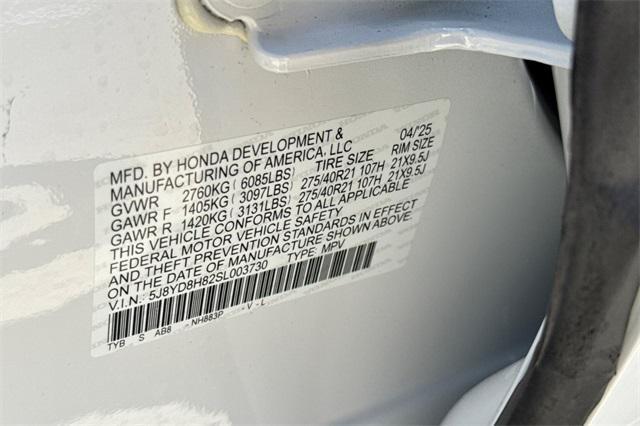 MFD. BY HONDA DEVELOPMENT & 04/25
MANUFACTURING OF AMERICA, LLC
TIRE SIZE RIM SIZE
GVWR 2760KG(6085LBS)
GAWR F 1405KG(3097LBS) 275/40R21 107H 21X9.5J
GAWR R 1420KG(3131LBS) 275/40R21 107H 21X9.5J
THIS VEHICLE CONFORMS TO ALL APPLICABLE
FEDERAL MOTOR VEHICLE SAFETY
AND THEFT PREVENTION STANDARDS IN EFFECT
ON THE DATE OF MANUFACTURE SHOWN ABOVE.
V.I.N.: 5J8YD8H82SL003730 TYPE: MPV
TYB S AB8 NH883P -V-L